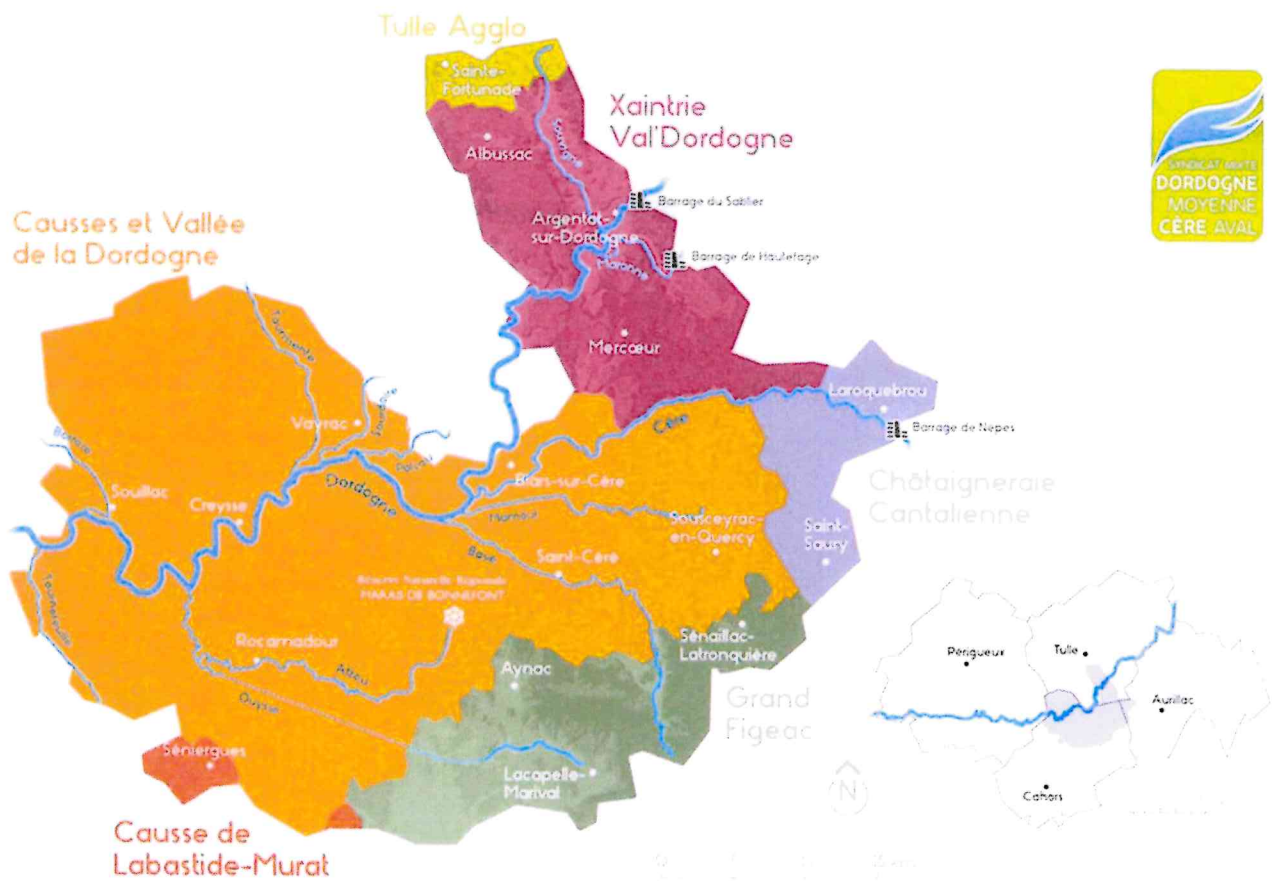 Tulle Agglo
Sainte-
Fortunade
Xaintrie
Val'Dordogne
Albussac
Souvigne
Barrage du Sablier
Argentat-
sur-Dordogne
Maronne
Barrage de Hautefage
SYNDICAT MIXTE
DORDOGNE
MOYENNE
CÈRE AVAL
Causses et Vallée
de la Dordogne
Tourmente
Mercœur
Laroquebrou
Vayrac
Sourdoire
Cère
Barrage de Nèpes
Palsou
Borrèze
Souillac
Dordogne
Biars-sur-Cère
Châtaigneraie
Cantalienne
Creysse
Mamoul
Sousceyrac-
en-Quercy
Saint-
Saury
Bave
Saint-Céré
Réserve Naturelle Régionale
MARAIS DE BONNEFONT
Tournefeuille
Rocamadour
Alzou
Sénaillac-
Latronquière
Périgueux
Tulle
Aynac
Aurillac
Ouysse
Grand
Figeac
Séniergues
Lacapelle-
Marival
N
Cahors
Causse de
Labastide-Murat